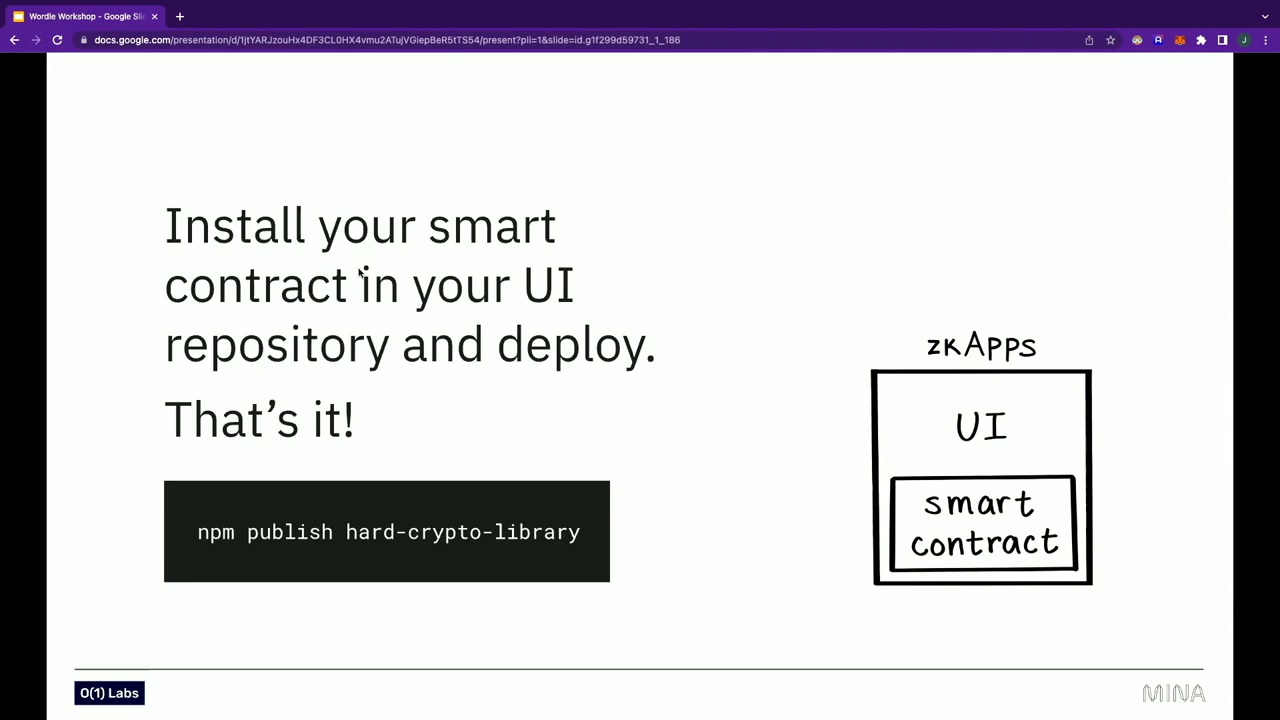 Wordle Workshop - Google Sli
docs.google.com/presentation/d/1jtYARJzouHx4DF3CL0HX4vmu2ATujVGiepBeR5tTS54/present?pli=1&slide=id.g1f299d59731_1_186
J
Install your smart
contract in your UI
repository and deploy.
That's it!
npm publish hard-crypto-library
zkApps
UI
smart
contract
O(1) Labs
MINA